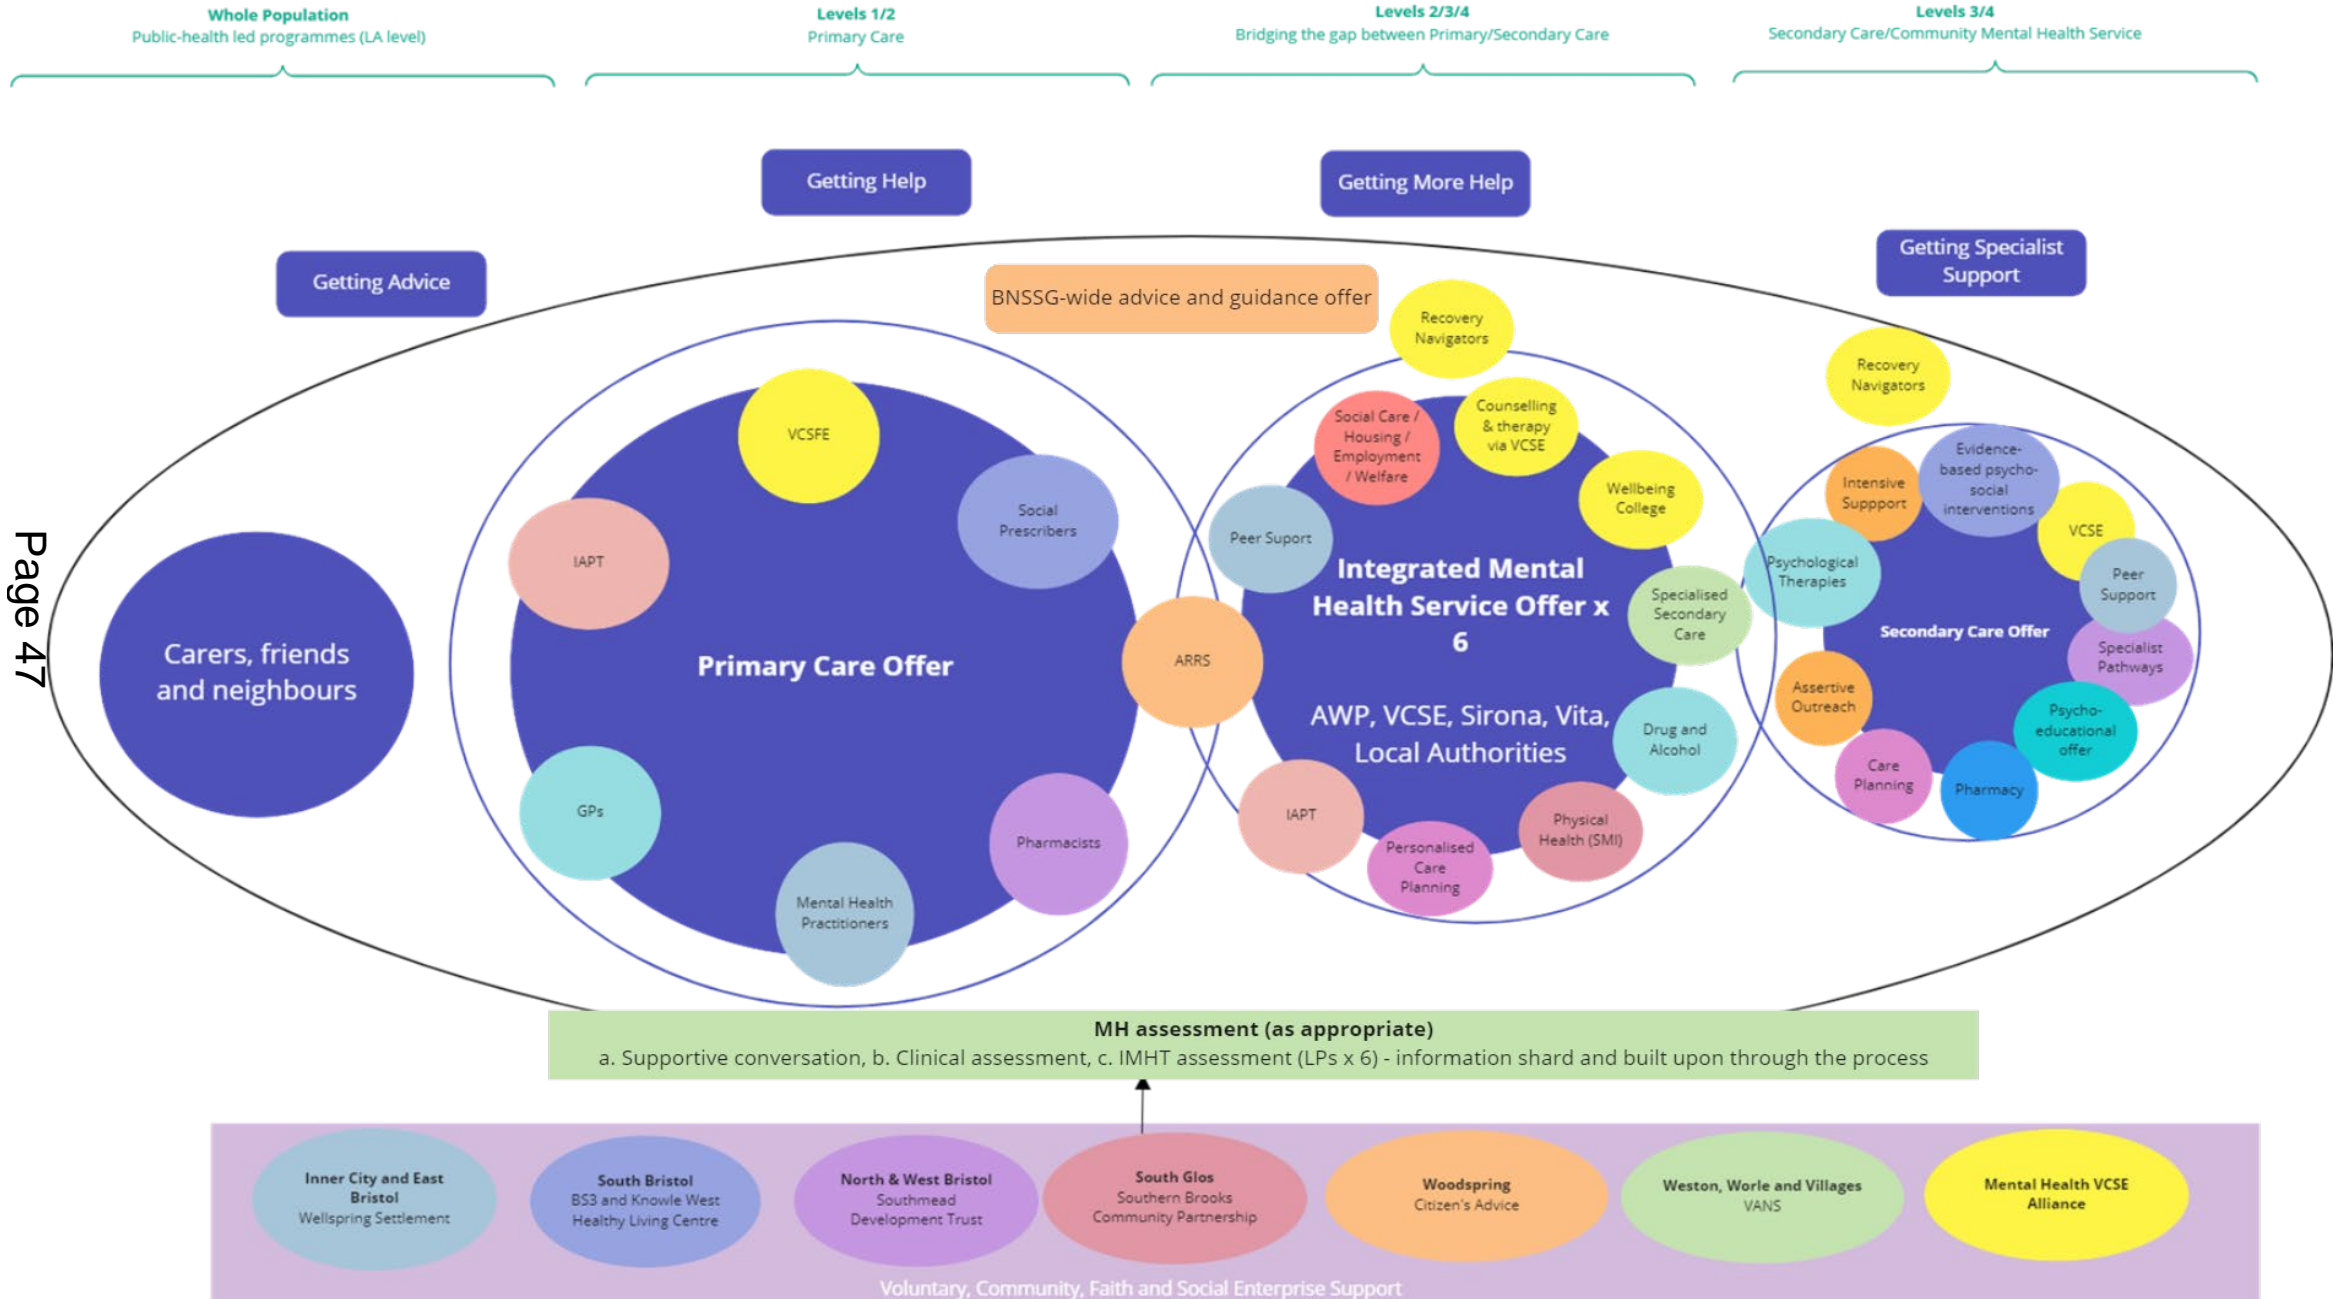 Whole Population
Public-health led programmes (LA level)
Levels 1/2
Primary Care
Levels 2/3/4
Bridging the gap between Primary/Secondary Care
Levels 3/4
Secondary Care/Community Mental Health Service
Getting Advice
Getting Help
Getting More Help
Getting Specialist
Support
BNSSG-wide advice and guidance offer
Page 47
Carers, friends
and neighbours
VCSFE
Social
Prescribers
IAPT
Primary Care Offer
GPs
Mental Health
Practitioners
Pharmacists
ARRS
Recovery
Navigators
Social Care /
Housing /
Employment
/ Welfare
Counselling
& therapy
via VCSE
Wellbeing
College
Peer Suport
Integrated Mental
Health Service Offer x
6
AWP, VCSE, Sirona, Vita,
Local Authorities
Specialised
Secondary
Care
Drug and
Alcohol
IAPT
Personalised
Care
Planning
Physical
Health (SMI)
Recovery
Navigators
Intensive
Suppport
Evidence-
based psycho-
social
interventions
VCSE
Psychological
Therapies
Peer
Support
Secondary Care Offer
Specialist
Pathways
Assertive
Outreach
Psycho-
educational
offer
Care
Planning
Pharmacy
MH assessment (as appropriate)
a. Supportive conversation, b. Clinical assessment, c. IMHT assessment (LPs x 6) - information shard and built upon through the process
Inner City and East
Bristol
Wellspring Settlement
South Bristol
BS3 and Knowle West
Healthy Living Centre
North & West Bristol
Southmead
Development Trust
South Glos
Southern Brooks
Community Partnership
Woodspring
Citizen's Advice
Weston, Worle and Villages
VANS
Mental Health VCSE
Alliance
Voluntary, Community, Faith and Social Enterprise Support